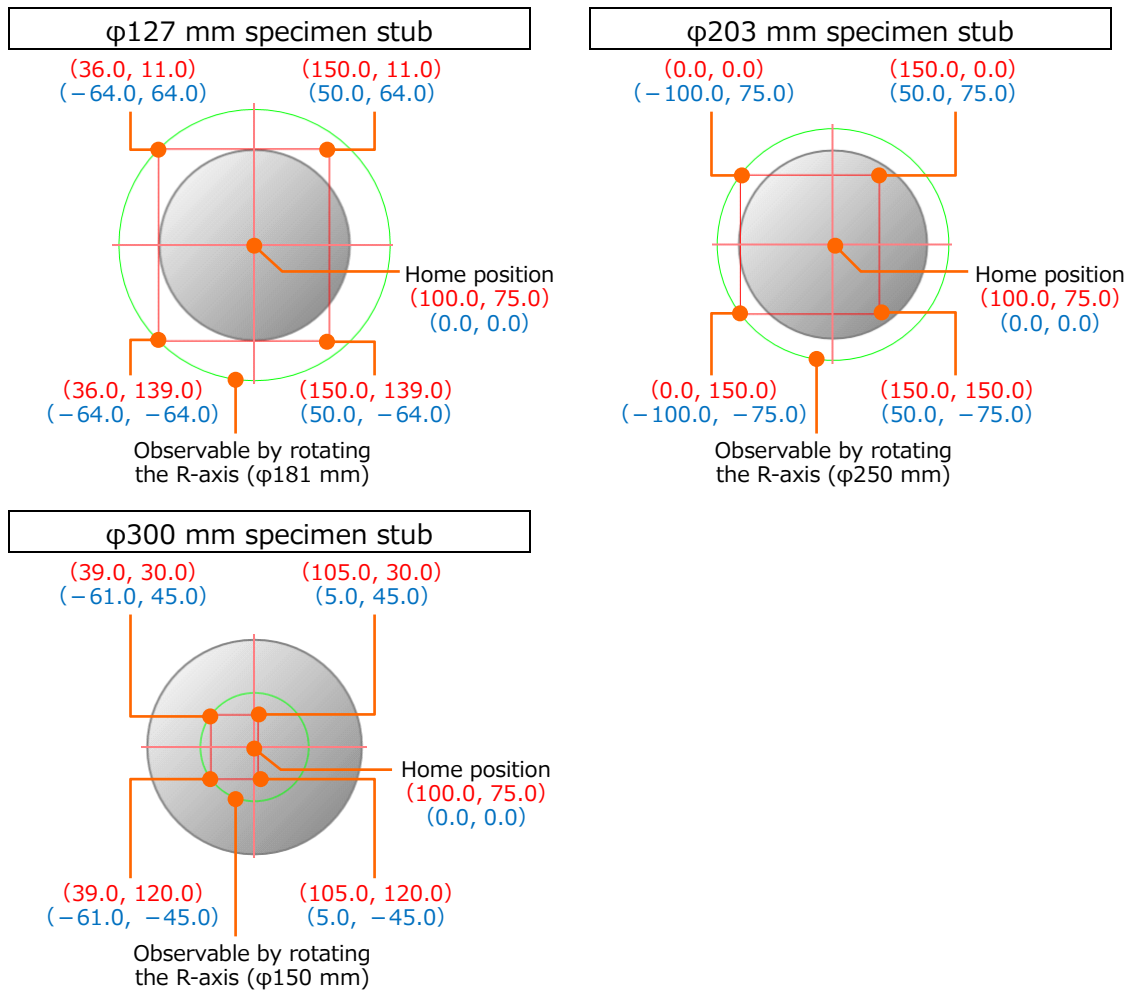 φ127 mm specimen stub
(36.0, 11.0)
(−64.0, 64.0)
(150.0, 11.0)
(50.0, 64.0)
Home position
(100.0, 75.0)
(0.0, 0.0)
(36.0, 139.0)
(−64.0, −64.0)
(150.0, 139.0)
(50.0, −64.0)
Observable by rotating
the R-axis (φ181 mm)
φ203 mm specimen stub
(0.0, 0.0)
(−100.0, 75.0)
(150.0, 0.0)
(50.0, 75.0)
Home position
(100.0, 75.0)
(0.0, 0.0)
(0.0, 150.0)
(−100.0, −75.0)
(150.0, 150.0)
(50.0, −75.0)
Observable by rotating
the R-axis (φ250 mm)
φ300 mm specimen stub
(39.0, 30.0)
(−61.0, 45.0)
(105.0, 30.0)
(5.0, 45.0)
Home position
(100.0, 75.0)
(0.0, 0.0)
(39.0, 120.0)
(−61.0, −45.0)
(105.0, 120.0)
(5.0, −45.0)
Observable by rotating
the R-axis (φ150 mm)